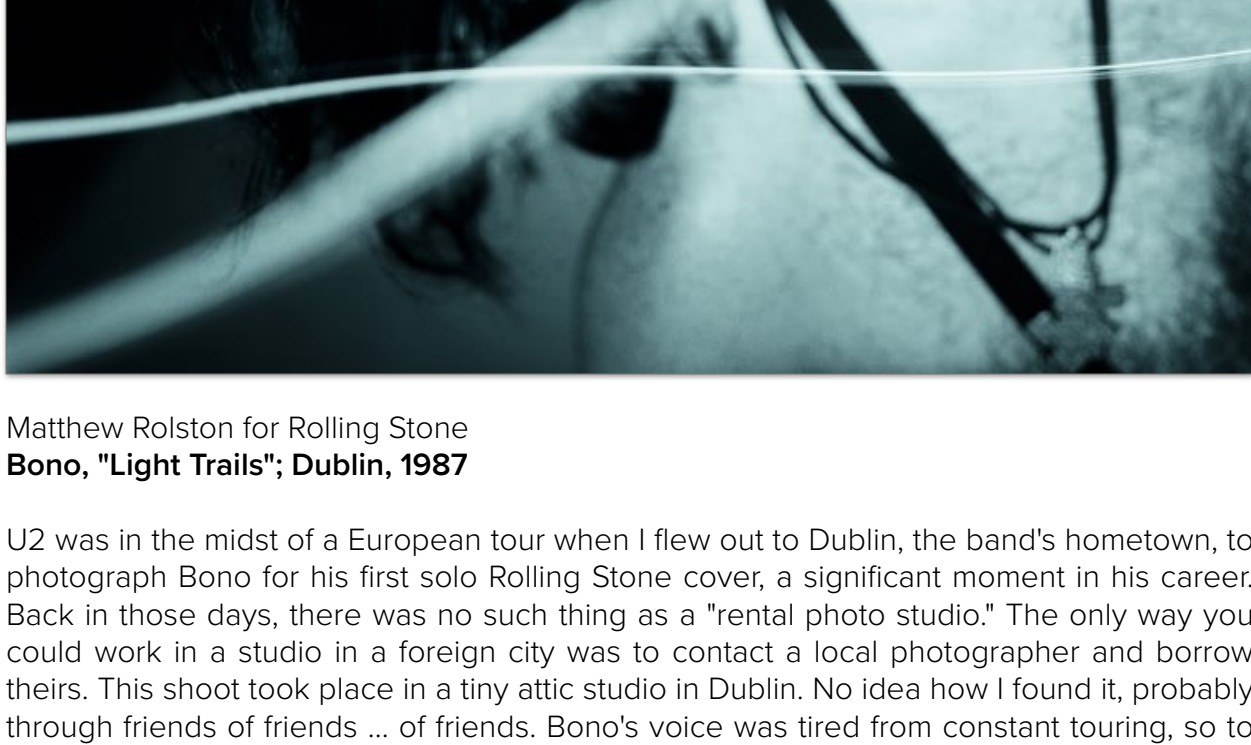 Matthew Rolston for Rolling Stone
Bono, "Light Trails"; Dublin, 1987
U2 was in the midst of a European tour when I flew out to Dublin, the band's hometown, to
photograph Bono for his first solo Rolling Stone cover, a significant moment in his career.
Back in those days, there was no such thing as a "rental photo studio." The only way you
could work in a studio in a foreign city was to contact a local photographer and borrow
theirs. This shoot took place in a tiny attic studio in Dublin. No idea how I found it, probably
through friends of friends ... of friends. Bono's voice was tired from constant touring, so to